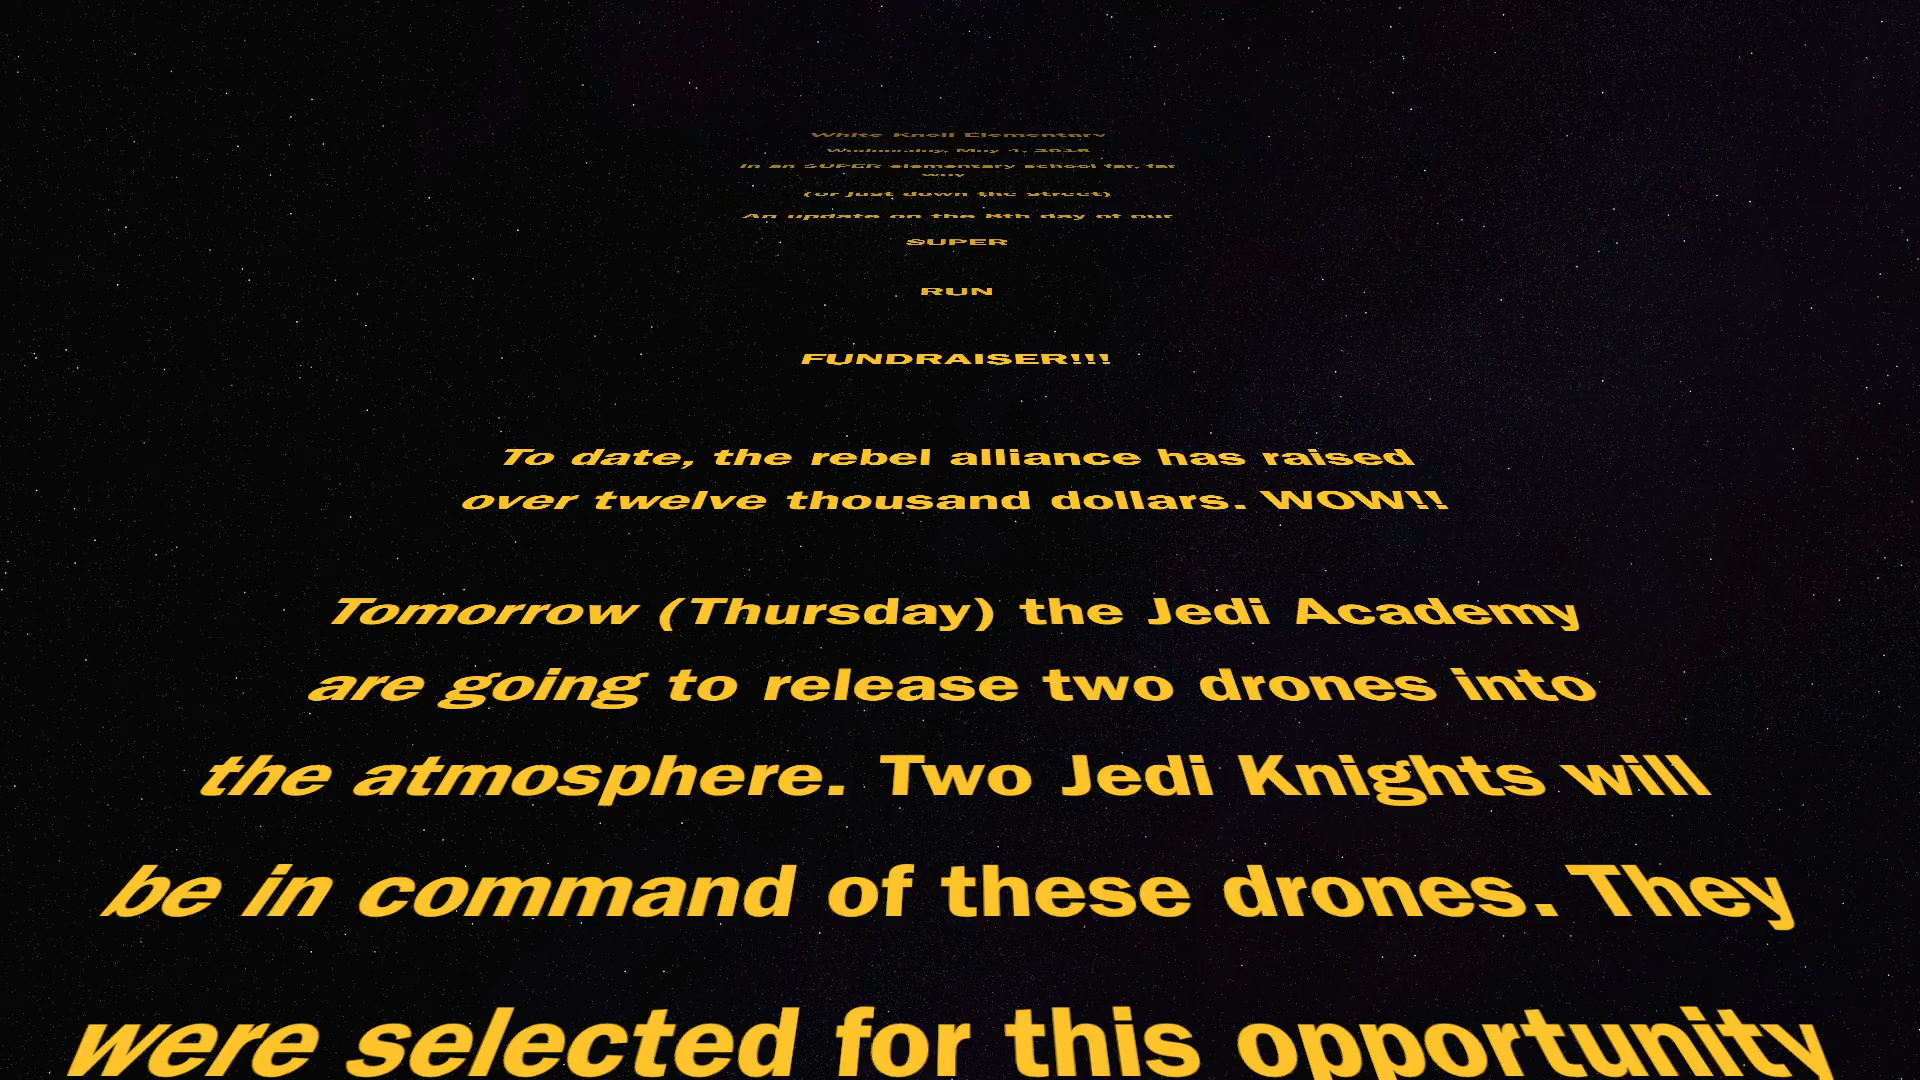 White Knoll Elementary
Wednesday, May 4, 2016
in an SUPER elementary school far, far
why
(or just down the street)
An update on the 8th day of our
SUPER
RUN
FUNDRAISER!!!
To date, the rebel alliance has raised
over twelve thousand dollars. WOW!!
Tomorrow (Thursday) the Jedi Academy
are going to release two drones into
the atmosphere. Two Jedi Knights will
be in command of these drones. They
were selected for this opportunity